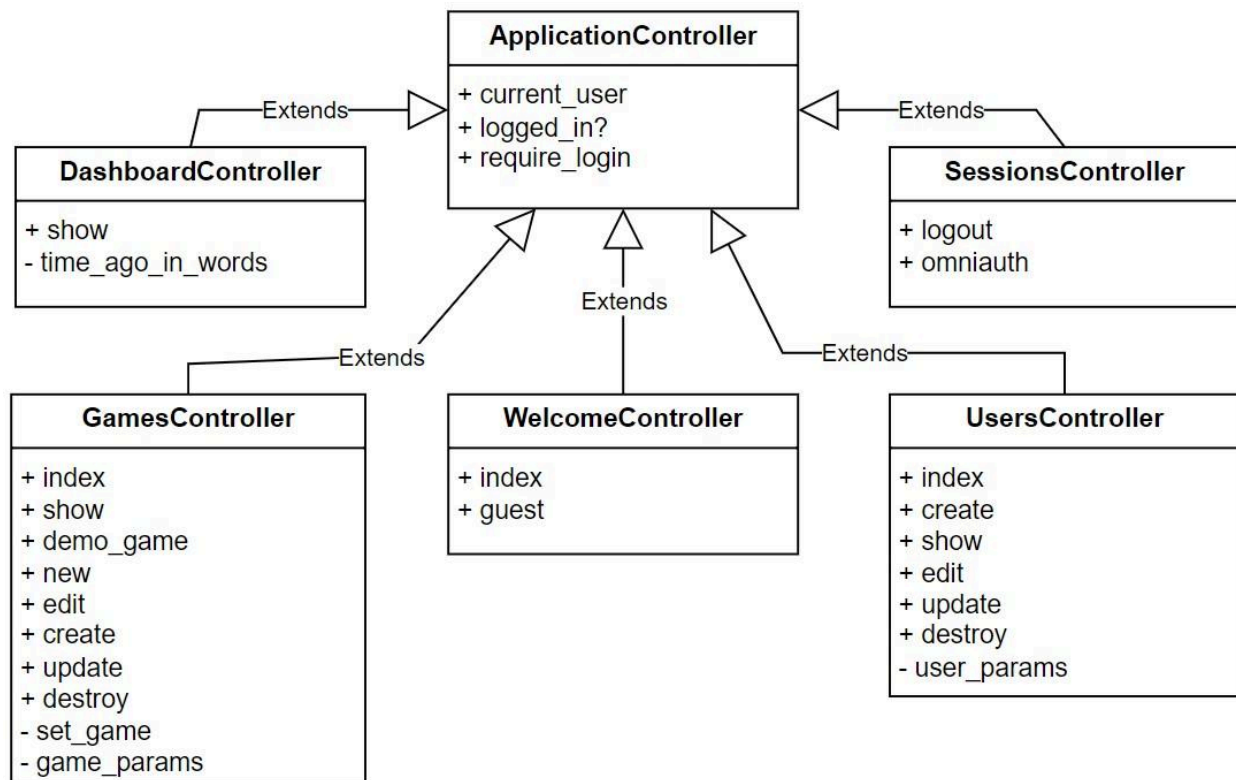 ApplicationController
+ current_user
+ logged_in?
+ require_login
Extends
Extends
DashboardController
+ show
- time_ago_in_words
SessionsController
+ logout
+ omniauth
Extends
Extends
Extends
GamesController
+ index
+ show
+ demo_game
+ new
+ edit
+ create
+ update
+ destroy
- set_game
- game_params
WelcomeController
+ index
+ guest
UsersController
+ index
+ create
+ show
+ edit
+ update
+ destroy
- user_params